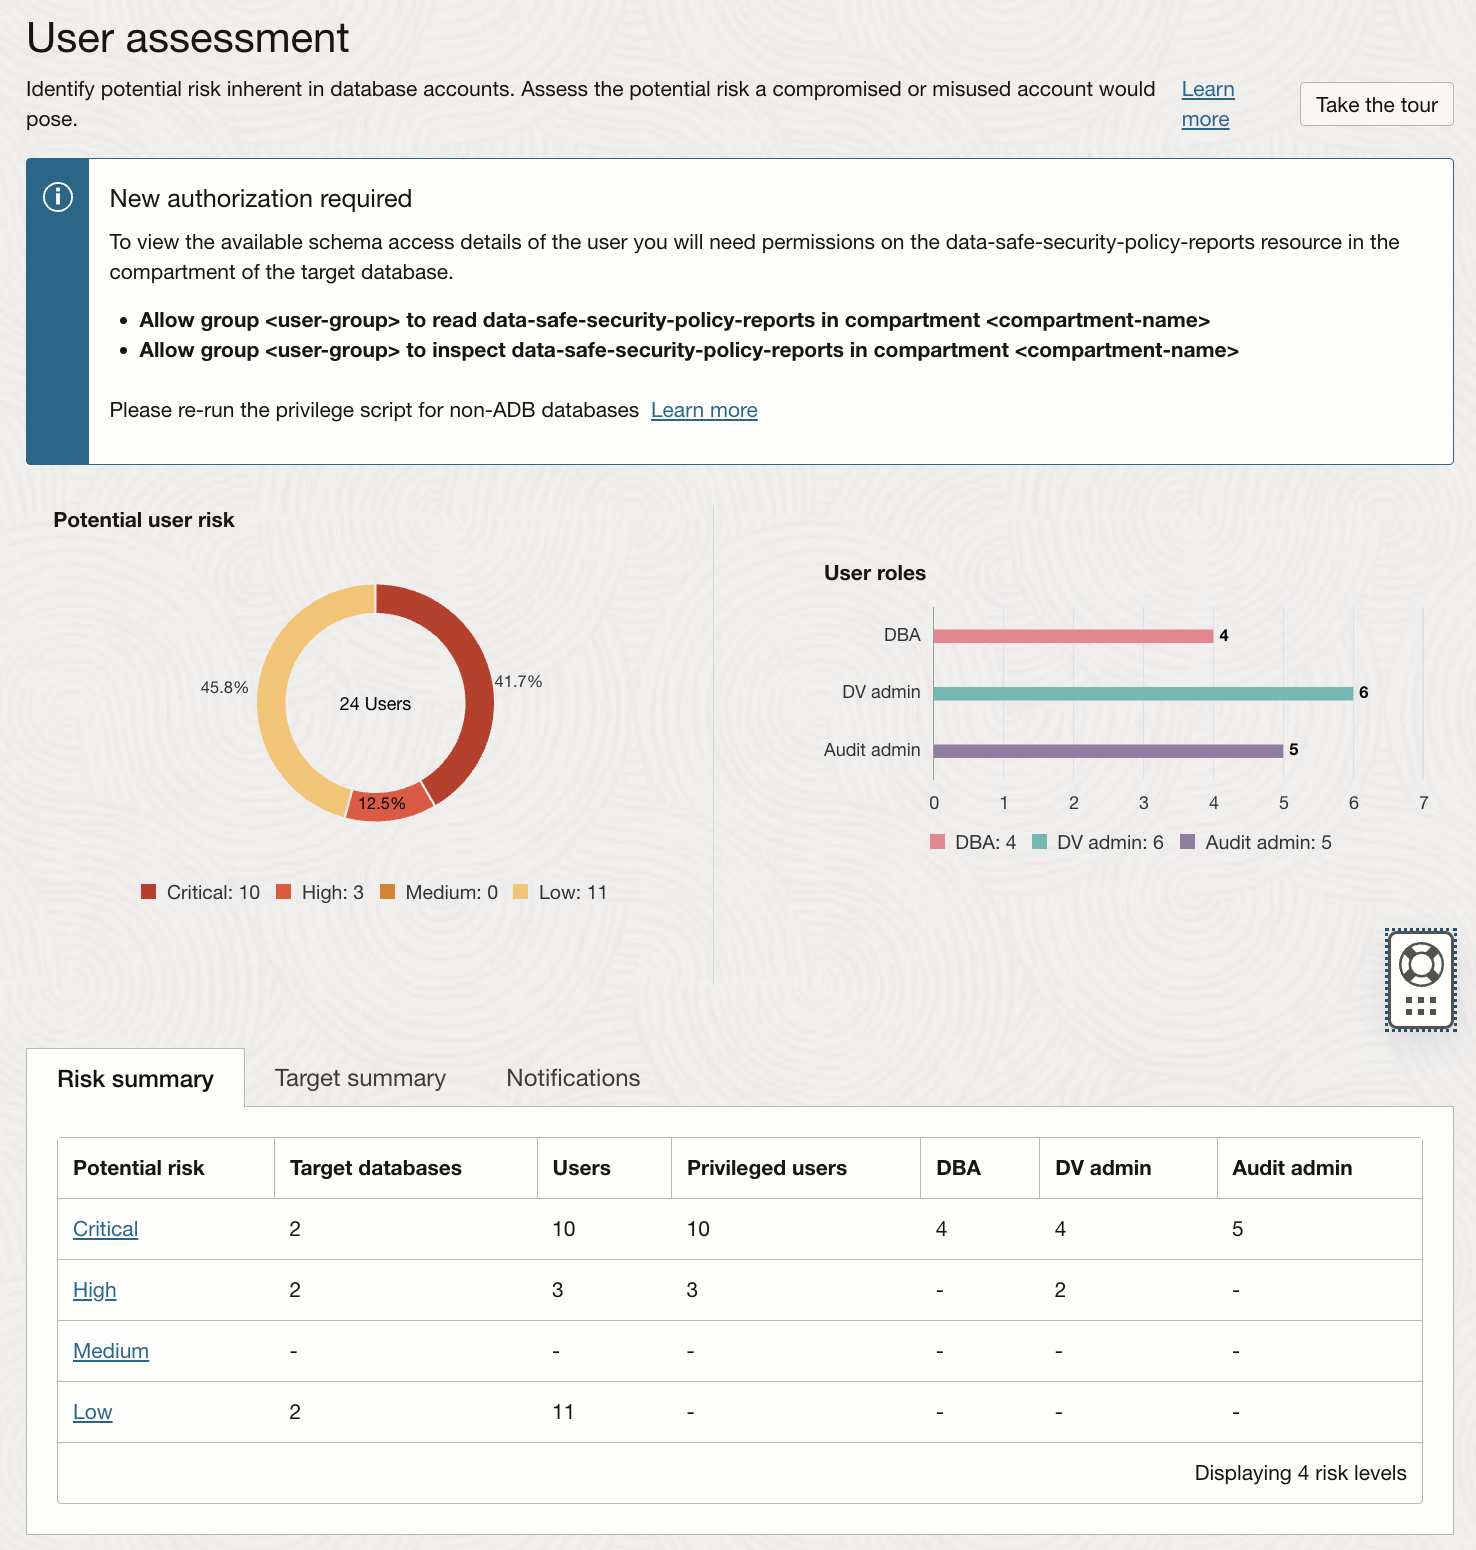 User assessment
Identify potential risk inherent in database accounts. Assess the potential risk a compromised or misused account would
pose.
Learn
more
Take the tour
New authorization required
To view the available schema access details of the user you will need permissions on the data-safe-security-policy-reports resource in the
compartment of the target database.
• Allow group <user-group> to read data-safe-security-policy-reports in compartment <compartment-name>
• Allow group <user-group> to inspect data-safe-security-policy-reports in compartment <compartment-name>
Please re-run the privilege script for non-ADB databases Learn more
Potential user risk
45.8%
41.7%
24 Users
12.5%
Critical: 10 High: 3 Medium: 0 Low: 11
User roles
DBA 4
DV admin 6
Audit admin 5
0 1 2 3 4 5 6 7
DBA: 4 DV admin: 6 Audit admin: 5
Risk summary Target summary Notifications
Potential risk Target databases Users Privileged users DBA DV admin Audit admin
Critical 2 10 10 4 4 5
High 2 3 3 - 2 -
Medium - - - - - -
Low 2 11 - - - -
Displaying 4 risk levels